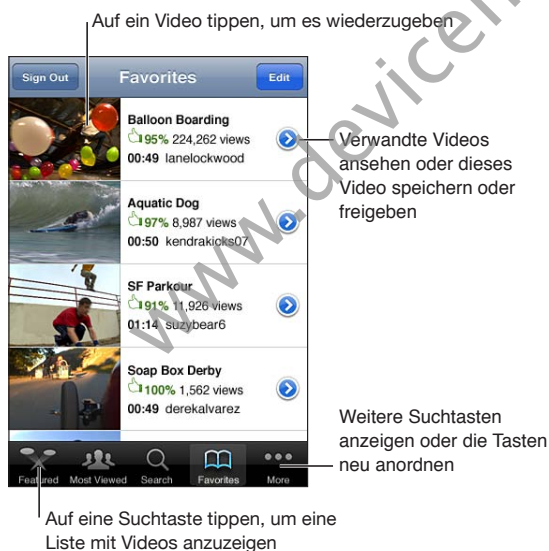 Auf ein Video tippen, um es wiederzugeben
Sign Out
Favorites
Edit
Balloon Boarding
95% 224,262 views
00:49 lanelockwood
Verwandte Videos
ansehen oder dieses
Video speichern oder
freigeben
Aquatic Dog
97% 8,987 views
00:50 kendrakicks07
SF Parkour
91% 11,926 views
01:14 suzybear6
Soap Box Derby
100% 1,562 views
00:49 derekalvarez
Weitere Suchtasten
anzeigen oder die Tasten
neu anordnen
Featured
Most Viewed
Search
Favorites
More
Auf eine Suchtaste tippen, um eine
Liste mit Videos anzuzeigen
www.devicen